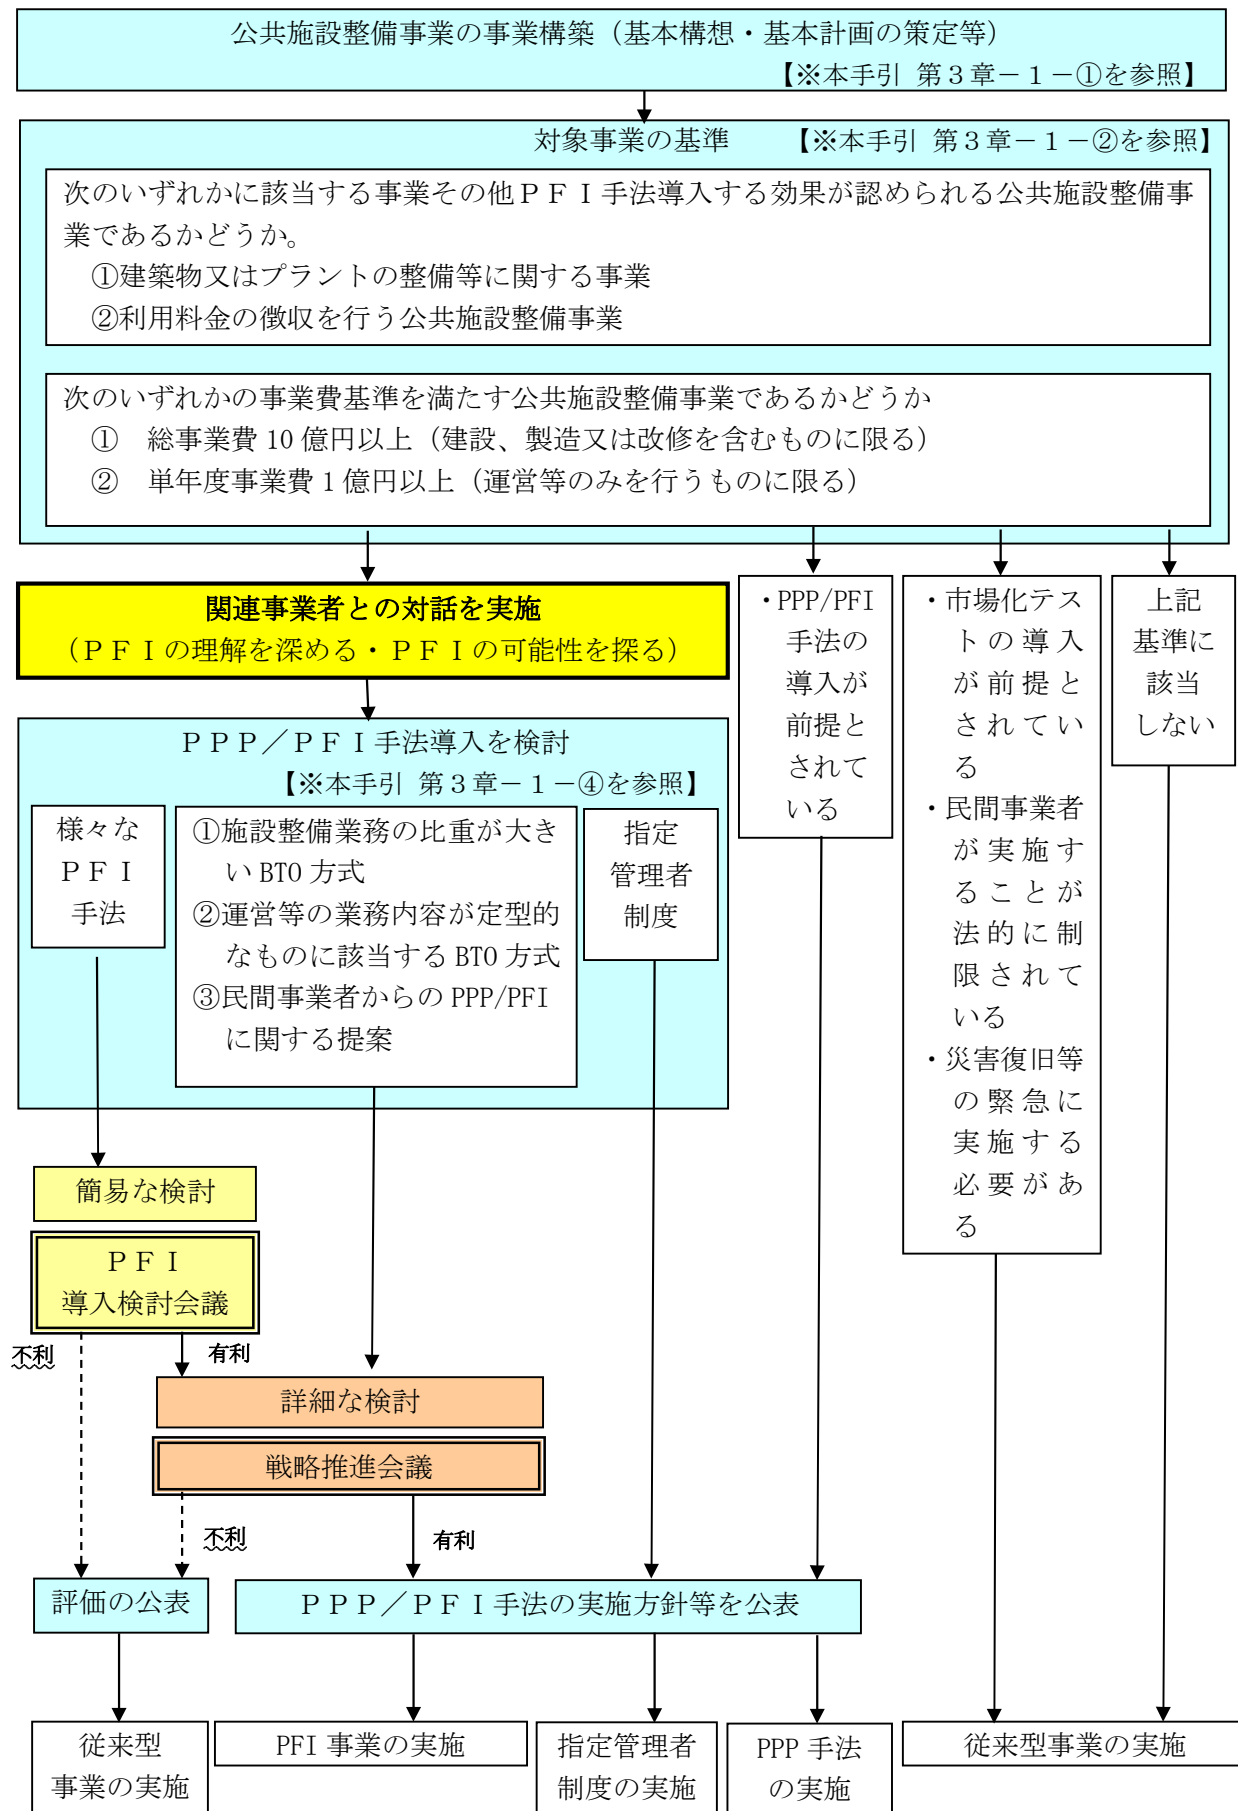 公共施設整備事業の事業構築（基本構想・基本計画の策定等）
【※本手引 第３章－１－①を参照】
対象事業の基準　　【※本手引 第３章－１－②を参照】
次のいずれかに該当する事業その他ＰＦＩ手法導入する効果が認められる公共施設整備事
業であるかどうか。
①建築物又はプラントの整備等に関する事業
②利用料金の徴収を行う公共施設整備事業
次のいずれかの事業費基準を満たす公共施設整備事業であるかどうか
①　総事業費 10 億円以上（建設、製造又は改修を含むものに限る）
②　単年度事業費 1 億円以上（運営等のみを行うものに限る）
関連事業者との対話を実施
（ＰＦＩの理解を深める・ＰＦＩの可能性を探る）
・PPP/PFI
手法の
導入が
前提と
されて
いる
・市場化テス
トの導入
が前提と
されてい
る
・民間事業者
が実施す
ることが
法的に制
限されて
いる
・災害復旧等
の緊急に
実施する
必要があ
る
上記
基準に
該当
しない
ＰＰＰ／ＰＦＩ手法導入を検討
【※本手引 第３章－１－④を参照】
様々な
ＰＦＩ
手法
①施設整備業務の比重が大き
い BTO 方式
②運営等の業務内容が定型的
なものに該当する BTO 方式
③民間事業者からの PPP/PFI
に関する提案
指定
管理者
制度
簡易な検討
ＰＦＩ
導入検討会議
不利
有利
詳細な検討
戦略推進会議
不利
有利
評価の公表
ＰＰＰ／ＰＦＩ手法の実施方針等を公表
従来型
事業の実施
PFI 事業の実施
指定管理者
制度の実施
PPP 手法
の実施
従来型事業の実施